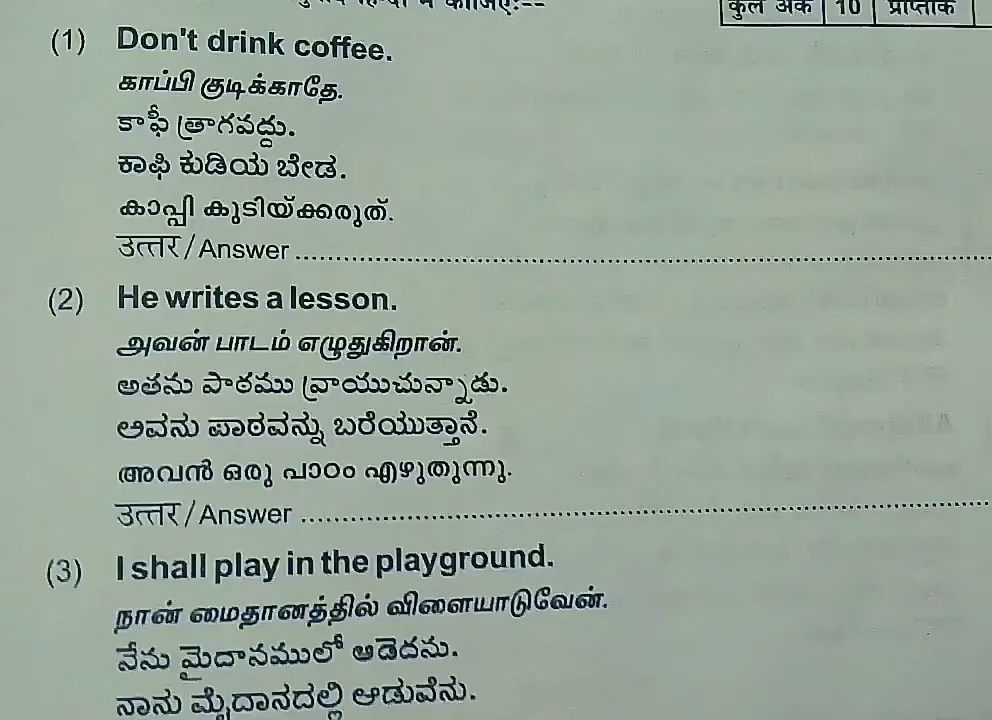 हिन्दी में कीजिए:--
कुल अंक 10 प्राप्तांक
(1) Don't drink coffee.
காப்பி குடிக்காதே.
కాఫీ త్రాగవద్దు.
ಕಾಫಿ ಕುಡಿಯ ಬೇಡ.
കാപ്പി കുടിയ്ക്കരുത്.
उत्तर/Answer
(2) He writes a lesson.
அவன் பாடம் எழுதுகிறான்.
అతను పాఠము వ్రాయుచున్నాడు.
ಅವನು ಪಾಠವನ್ನು ಬರೆಯುತ್ತಾನೆ.
അവൻ ഒരു പാഠം എഴുതുന്നു.
उत्तर/Answer
(3) I shall play in the playground.
நான் மைதானத்தில் விளையாடுவேன்.
నేను మైదానములో ఆడెదను.
ನಾನು ಮೈದಾನದಲ್ಲಿ ಆಡುವೆನು.